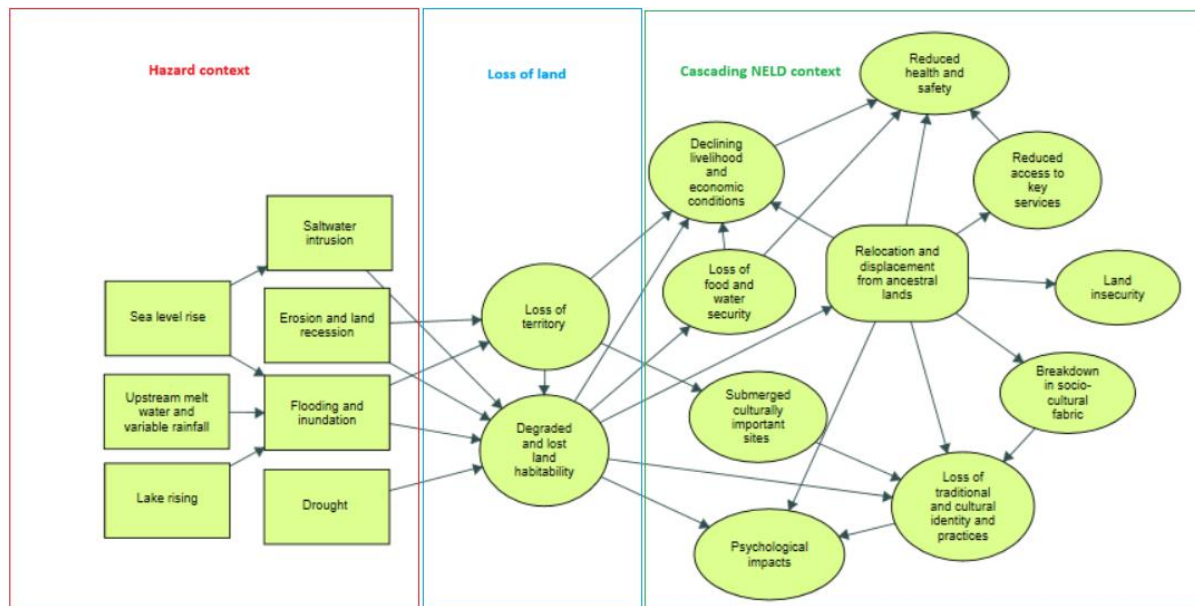 Hazard context
Loss of land
Cascading NELD context
Saltwater
intrusion
Sea level rise
Erosion and land
recession
Upstream melt
water and
variable rainfall
Flooding and
inundation
Lake rising
Drought
Loss of
territory
Degraded
and lost
land
habitability
Reduced
health and
safety
Declining
livelihood
and
economic
conditions
Reduced
access to
key
services
Loss of
food and
water
security
Relocation and
displacement
from ancestral
lands
Land
insecurity
Submerged
culturally
important
sites
Breakdown
in socio-
cultural
fabric
Loss of
traditional
and cultural
identity and
practices
Psychological
impacts